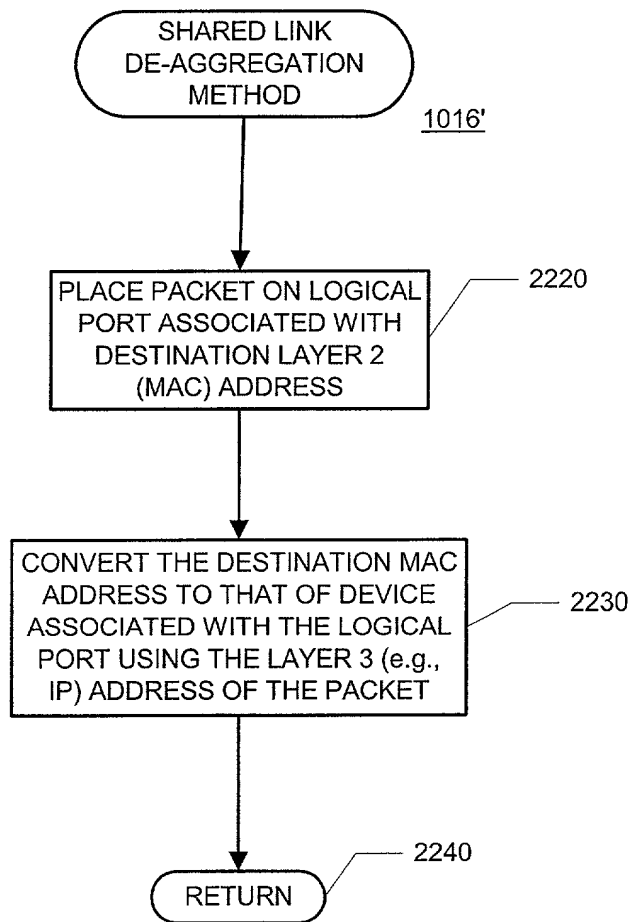 SHARED LINK
DE-AGGREGATION
METHOD
1016'
PLACE PACKET ON LOGICAL
PORT ASSOCIATED WITH
DESTINATION LAYER 2
(MAC) ADDRESS
2220
CONVERT THE DESTINATION MAC
ADDRESS TO THAT OF DEVICE
ASSOCIATED WITH THE LOGICAL
PORT USING THE LAYER 3 (e.g.,
IP) ADDRESS OF THE PACKET
2230
2240
RETURN